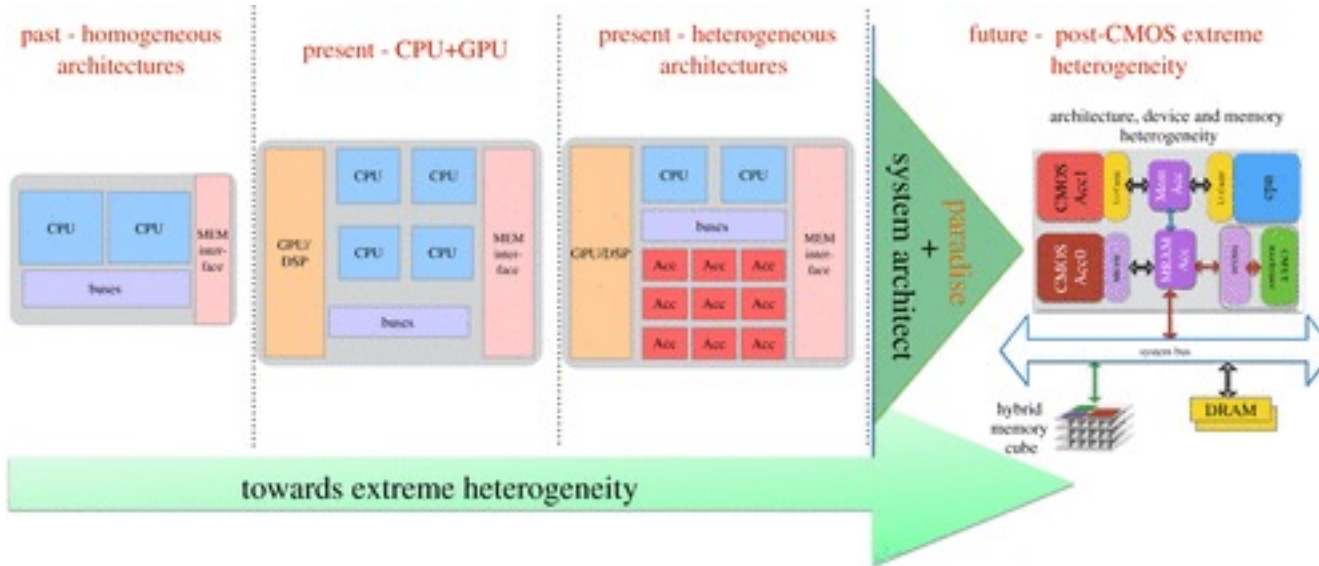 past - homogeneous
architectures
present - CPU+GPU
present - heterogeneous
architectures
future - post-CMOS extreme
heterogeneity
CPU
CPU
buses
MEM
inter-
face
GPU/
DSP
CPU
CPU
CPU
CPU
buses
MEM
inter-
face
GPU/DSP
CPU
CPU
buses
Acc
Acc
Acc
Acc
Acc
Acc
Acc
Acc
Acc
MEM
inter-
face
system architect
+
paradise
architecture, device and memory
heterogeneity
CMOS
Acc1
Acc
CPU
CMOS
Acc0
MRAM
Acc
system bus
hybrid
memory
cube
DRAM
towards extreme heterogeneity